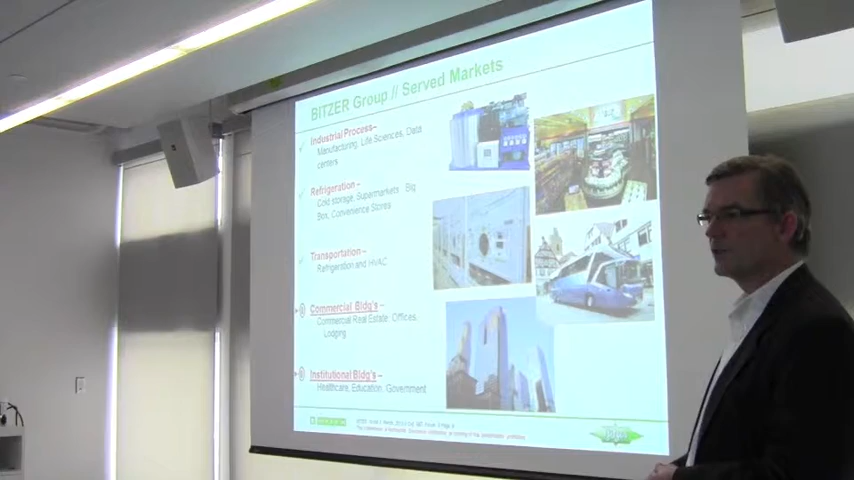 BITZER Group // Served Markets
Industrial Process–
Manufacturing, Life Sciences, Data
centers
Refrigeration –
Cold storage, Supermarkets Big
Box, Convenience Stores
Transportation –
Refrigeration and HVAC
Commercial Bldg's –
Commercial Real Estate Offices,
Lodging
Institutional Bldg's –
Healthcare, Education, Government